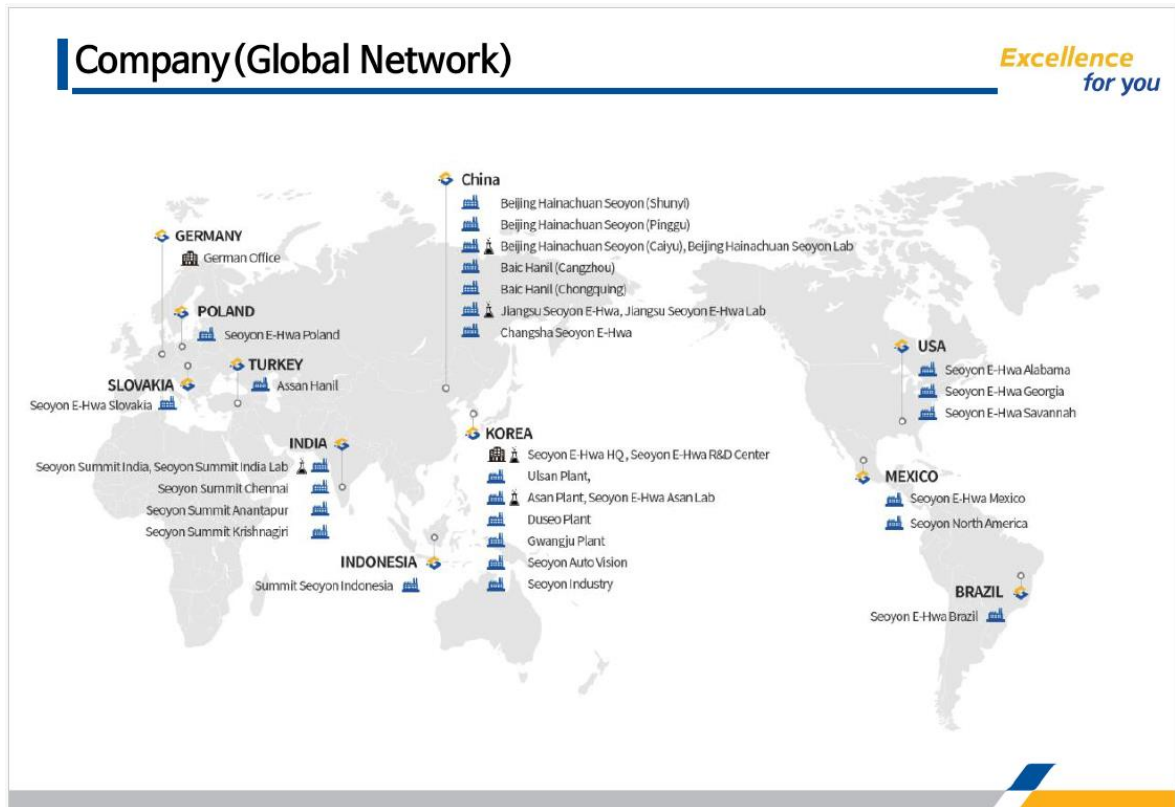 Company(Global Network)
Excellence
for you
China
Beijing Hainachuan Seoyon (Shunyi)
Beijing Hainachuan Seoyon (Pinggu)
Beijing Hainachuan Seoyon (Caiyu), Beijing Hainachuan Seoyon Lab
Baic Hanil (Cangzhou)
Baic Hanil (Chongquing)
Jiangsu Seoyon E-Hwa, Jiangsu Seoyon E-Hwa Lab
Changsha Seoyon E-Hwa
GERMANY
German Office
POLAND
Seoyon E-Hwa Poland
TURKEY
Assan Hanil
SLOVAKIA
Seoyon E-Hwa Slovakia
INDIA
Seoyon Summit India, Seoyon Summit India Lab
Seoyon Summit Chennai
Seoyon Summit Anantapur
Seoyon Summit Krishnagiri
INDONESIA
Summit Seoyon Indonesia
KOREA
Seoyon E-Hwa HQ , Seoyon E-Hwa R&D Center
Ulsan Plant,
Asan Plant, Seoyon E-Hwa Asan Lab
Duseo Plant
Gwangju Plant
Seoyon Auto Vision
Seoyon Industry
USA
Seoyon E-Hwa Alabama
Seoyon E-Hwa Georgia
Seoyon E-Hwa Savannah
MEXICO
Seoyon E-Hwa Mexico
Seoyon North America
BRAZIL
Seoyon E-Hwa Brazil